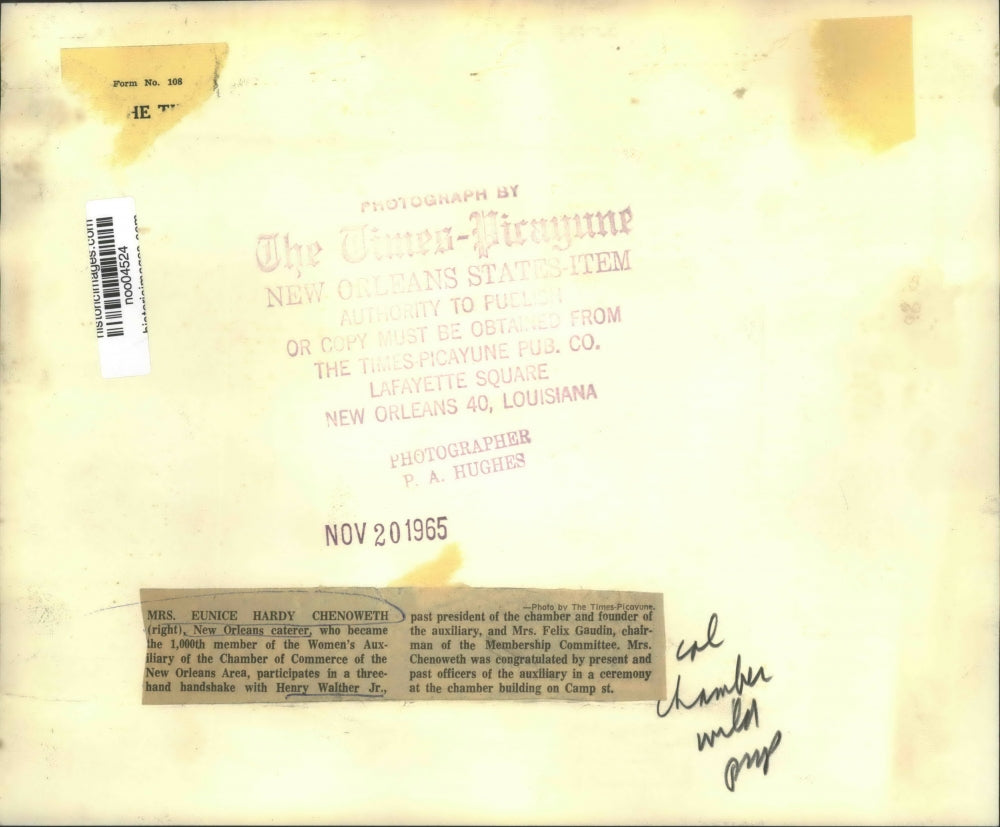 Form No. 108
HE T
historicimages.com
noo04524
historicimages.com
PHOTOGRAPH BY
The Times-Picayune
NEW ORLEANS STATES-ITEM
AUTHORITY TO PUBLISH
OR COPY MUST BE OBTAINED FROM
THE TIMES-PICAYUNE PUB. CO.
LAFAYETTE SQUARE
NEW ORLEANS 40, LOUISIANA
PHOTOGRAPHER
P. A. HUGHES
NOV 20 1965
MRS. EUNICE HARDY CHENOWETH
(right), New Orleans caterer, who became
the 1,000th member of the Women's Aux-
iliary of the Chamber of Commerce of the
New Orleans Area, participates in a three-
hand handshake with Henry Walther Jr.,
—Photo by The Times-Picayune.
past president of the chamber and founder of
the auxiliary, and Mrs. Felix Gaudin, chair-
man of the Membership Committee. Mrs.
Chenoweth was congratulated by present and
past officers of the auxiliary in a ceremony
at the chamber building on Camp st.
chamber